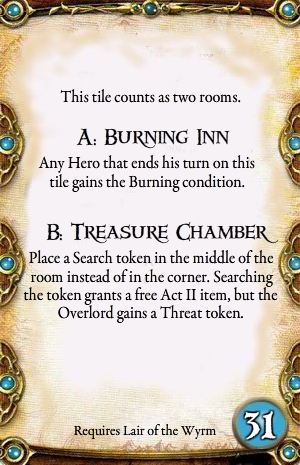 This tile counts as two rooms.
A: Burning Inn
Any Hero that ends his turn on this
tile gains the Burning condition.
B: Treasure Chamber
Place a Search token in the middle of the
room instead of in the corner. Searching
the token grants a free Act II item, but the
Overlord gains a Threat token.
Requires Lair of the Wyrm
31